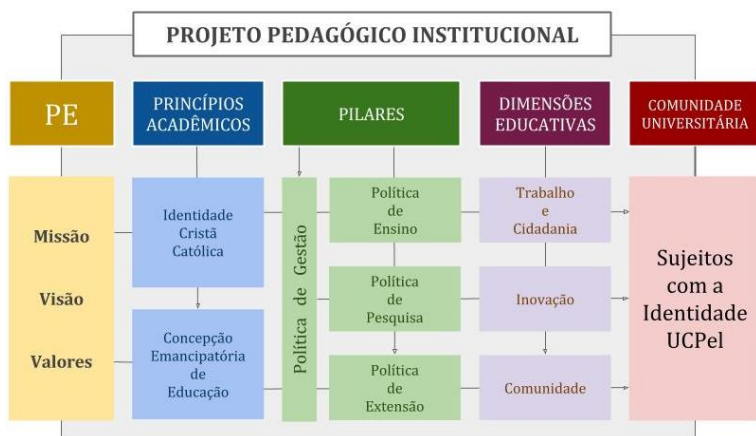 PROJETO PEDAGÓGICO INSTITUCIONAL
PE
PRINCÍPIOS
ACADÊMICOS
PILARES
DIMENSÕES
EDUCATIVAS
COMUNIDADE
UNIVERSITÁRIA
Missão
Visão
Valores
Identidade
Cristã
Católica
Concepção
Emancipatória
de
Educação
Política de Gestão
Política
de
Ensino
Política
de
Pesquisa
Política
de
Extensão
Trabalho
e
Cidadania
Inovação
Comunidade
Sujeitos
com a
Identidade
UCPel